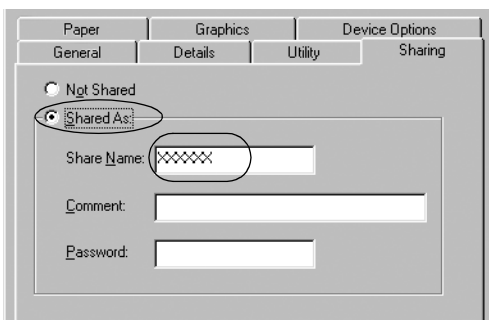 Paper Graphics Device Options
General Details Utility Sharing
Not Shared
Shared As:
Share Name: XXXXXX
Comment:
Password: